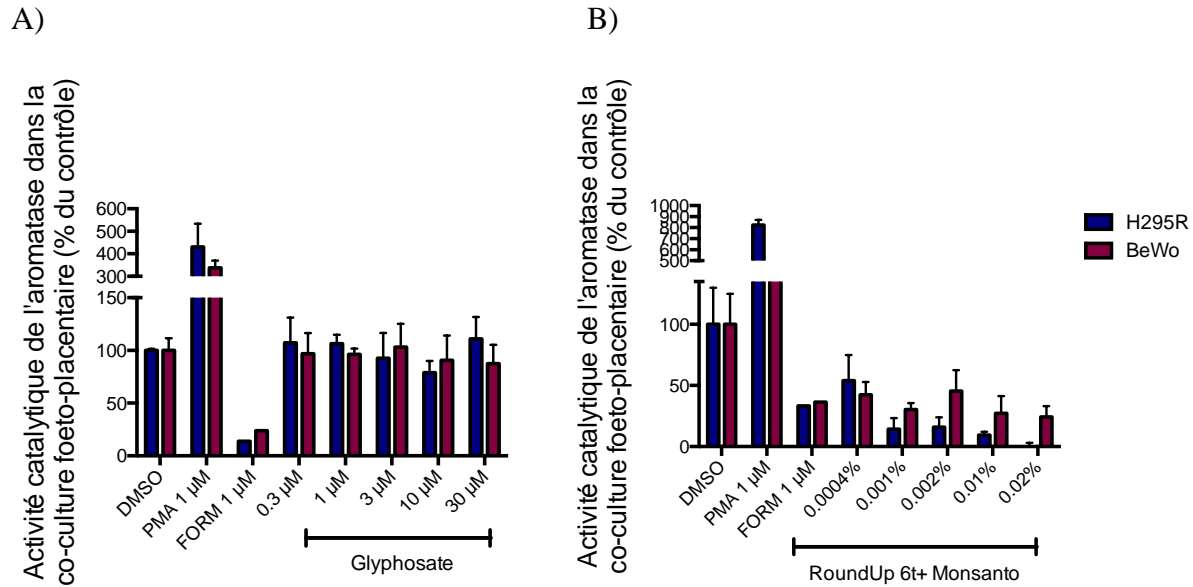 A)
Activité catalytique de l'aromatase dans la
co-culture foeto-placentaire (% du contrôle)
600
500
400
300
150
100
50
0
DMSO
PMA 1 µM
FORM 1 µM
0.3 µM
1 µM
3 µM
10 µM
30 µM
Glyphosate
B)
Activité catalytique de l'aromatase dans la
co-culture foeto-placentaire (% du contrôle)
1000
900
800
700
600
500
100
50
0
DMSO
PMA 1 µM
FORM 1 µM
0.0004%
0.001%
0.002%
0.01%
0.02%
RoundUp 6t+ Monsanto
H295R
BeWo